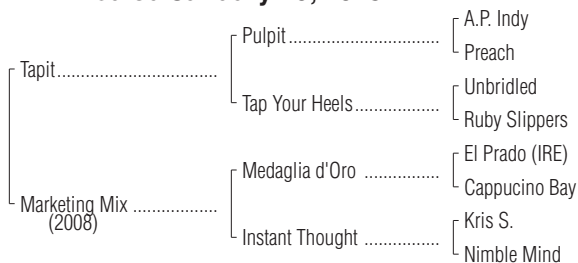 A.P. Indy
Pulpit
Preach
Tapit
Unbridled
Tap Your Heels
Ruby Slippers
El Prado (IRE)
Medaglia d'Oro
Cappucino Bay
Marketing Mix
(2008)
Kris S.
Instant Thought
Nimble Mind